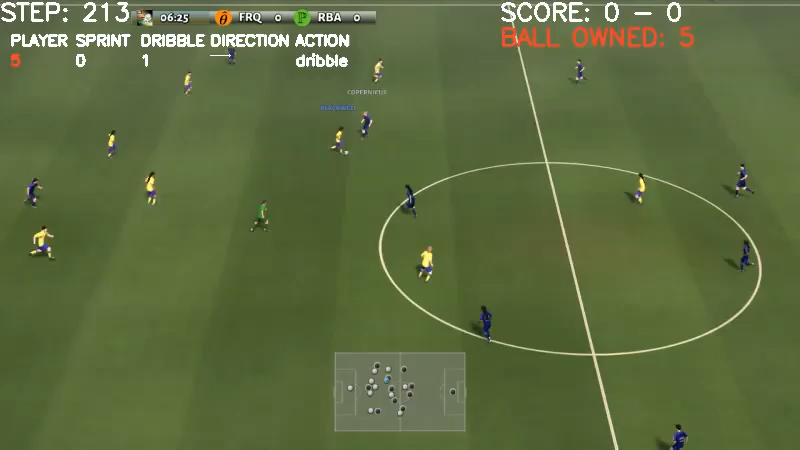 STEP: 213
06:25 FRQ 0 P RBA 0
SCORE: 0 - 0
BALL OWNED: 5
PLAYER SPRINT DRIBBLE DIRECTION ACTION
5 0 1 → dribble
COPERNICUS